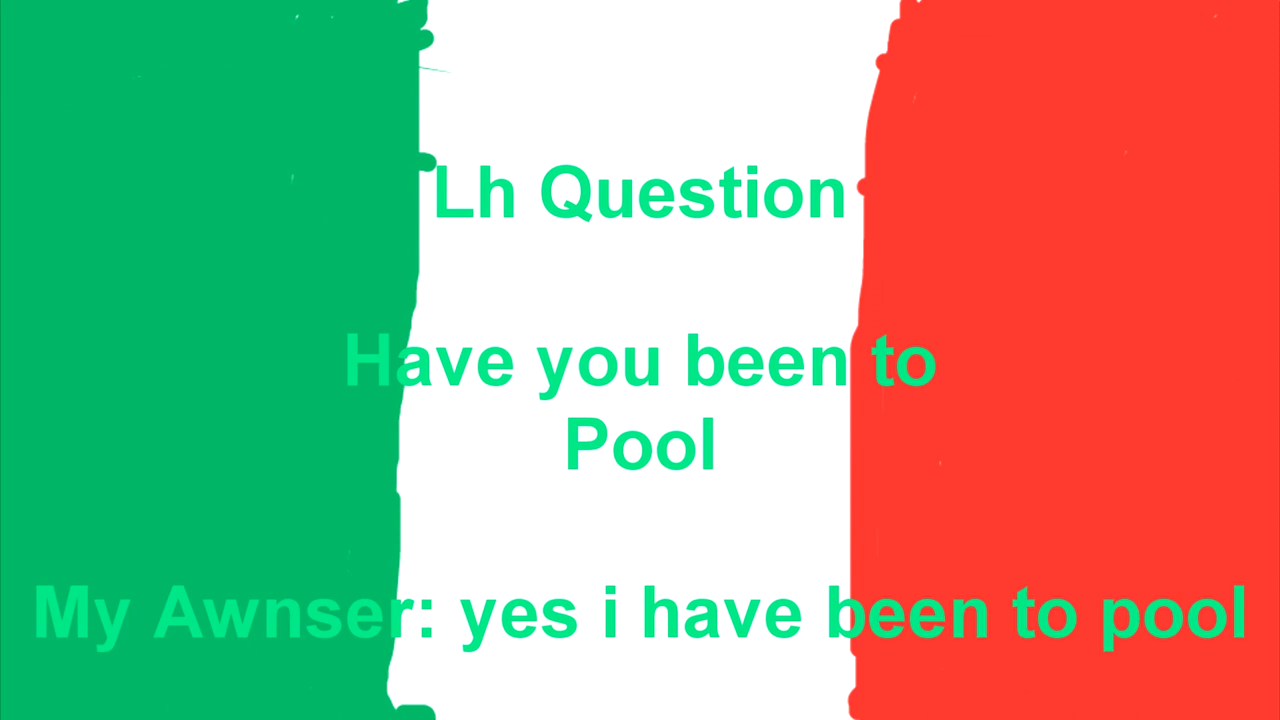 Lh Question
Have you been to
Pool
My Awnser: yes i have been to pool